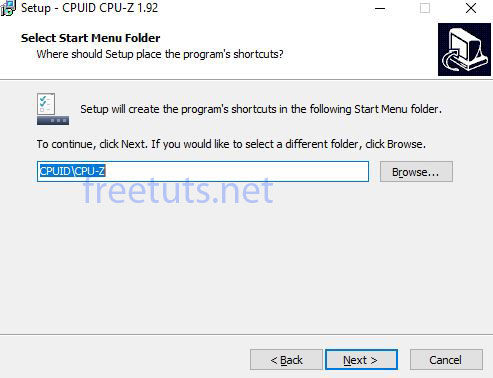 Setup - CPUID CPU-Z 1.92
Select Start Menu Folder
Where should Setup place the program's shortcuts?
Setup will create the program's shortcuts in the following Start Menu folder.
To continue, click Next. If you would like to select a different folder, click Browse.
CPUID\CPU-Z
Browse...
freetuts.net
< Back
Next >
Cancel